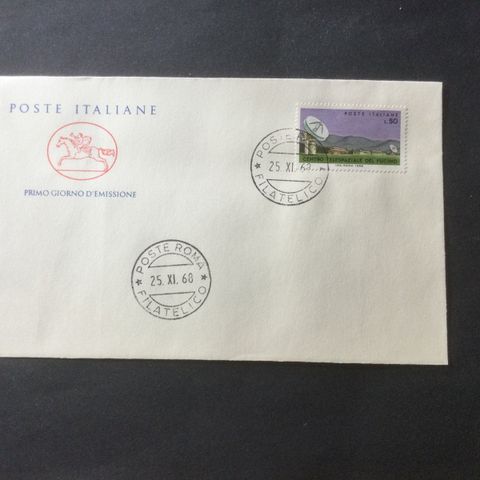 POSTE ITALIANE
PRIMO GIORNO D'EMISSIONE
POSTE ITALIANE
L.50
CENTRO TELESPAZIALE DEL FUCINO
POSTE
25. XI. 68
FILATELICO
POSTE ROMA
25. XI. 68
FILATELICO